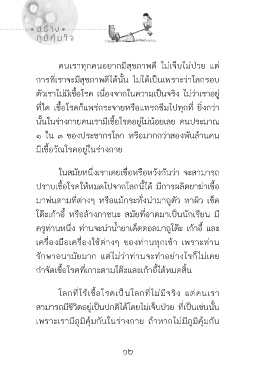 สร้าง
ภูมิคุ้มใจ
คนเราทุกคนอยากมีสุขภาพดี ไม่เจ็บไม่ป่วย แต่
การที่เราจะมีสุขภาพดีได้นั้น ไม่ได้เป็นเพราะว่าโลกรอบ
ตัวเราไม่มีเชื้อโรค เนื่องจากในความเป็นจริง ไม่ว่าเราอยู่
ที่ใด เชื้อโรคก็แพร่กระจายหรือแทรกซึมไปทุกที่ ยิ่งกว่า
นั้นในร่างกายคนเรามีเชื้อโรคอยู่ไม่น้อยเลย คนประมาณ
๑ ใน ๓ ของประชากรโลก หรือมากกว่าสองพันล้านคน
มีเชื้อวัณโรคอยู่ในร่างกาย
ในสมัยหนึ่งเราเคยเชื่อหรือหวังกันว่า จะสามารถ
ปราบเชื้อโรคให้หมดไปจากโลกนี้ได้ มีการผลิตยาฆ่าเชื้อ
มาพ่นตามที่ต่างๆ หรือแม้กระทั่งนำมาถูตัว ทาผิว เช็ด
โต๊ะเก้าอี้ หรือล้างภาชนะ สมัยที่อาตมาเป็นนักเรียน มี
ครูท่านหนึ่ง ท่านจะนำน้ำยาเด็ตตอลมาถูโต๊ะ เก้าอี้ และ
เครื่องมือเครื่องใช้ต่างๆ ของท่านทุกเช้า เพราะท่าน
รักษาอนามัยมาก แต่ไม่ว่าท่านจะทำอย่างไรก็ไม่เคย
กำจัดเชื้อโรคที่เกาะตามโต๊ะและเก้าอี้ได้หมดสิ้น
โลกที่ไร้เชื้อโรคเป็นโลกที่ไม่มีจริง แต่คนเรา
สามารถมีชีวิตอยู่เป็นปกติได้โดยไม่เจ็บป่วย ที่เป็นเช่นนั้น
เพราะเรามีภูมิคุ้มกันในร่างกาย ถ้าหากไม่มีภูมิคุ้มกัน
๑๒